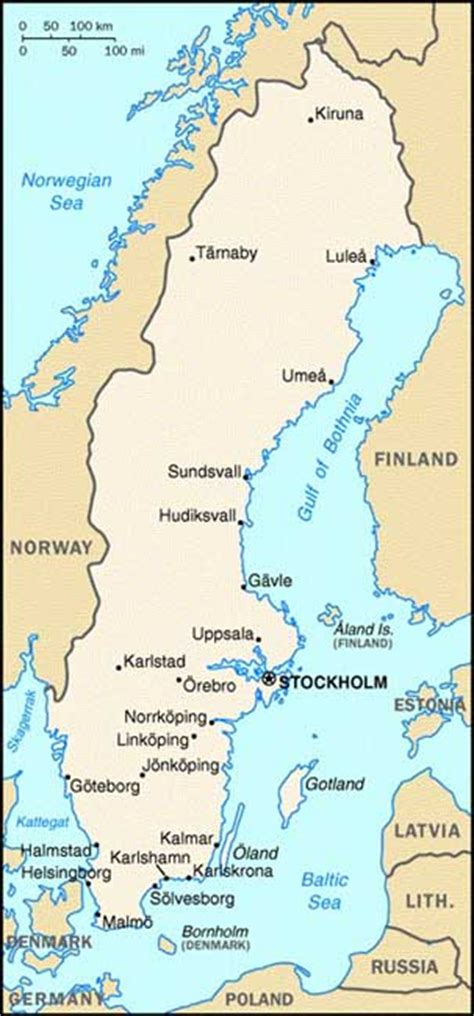 0 50 100 km
0 50 100 mi
Kiruna
Norwegian
Sea
Tärnaby
Luleå
Umeå
Gulf of Bothnia
FINLAND
Sundsvall
Hudiksvall
NORWAY
Gävle
Uppsala
Åland Is.
(FINLAND)
Karlstad
Örebro
STOCKHOLM
Skagerrak
ESTONIA
Norrköping
Linköping
Jönköping
Göteborg
Gotland
Kattegat
LATVIA
Halmstad
Kalmar
Öland
Karlshamn
Helsingborg
Karlskrona
Sölvesborg
Baltic
Sea
LITH.
Malmö
Bornholm
(DENMARK)
DENMARK
RUSSIA
GERMANY
POLAND